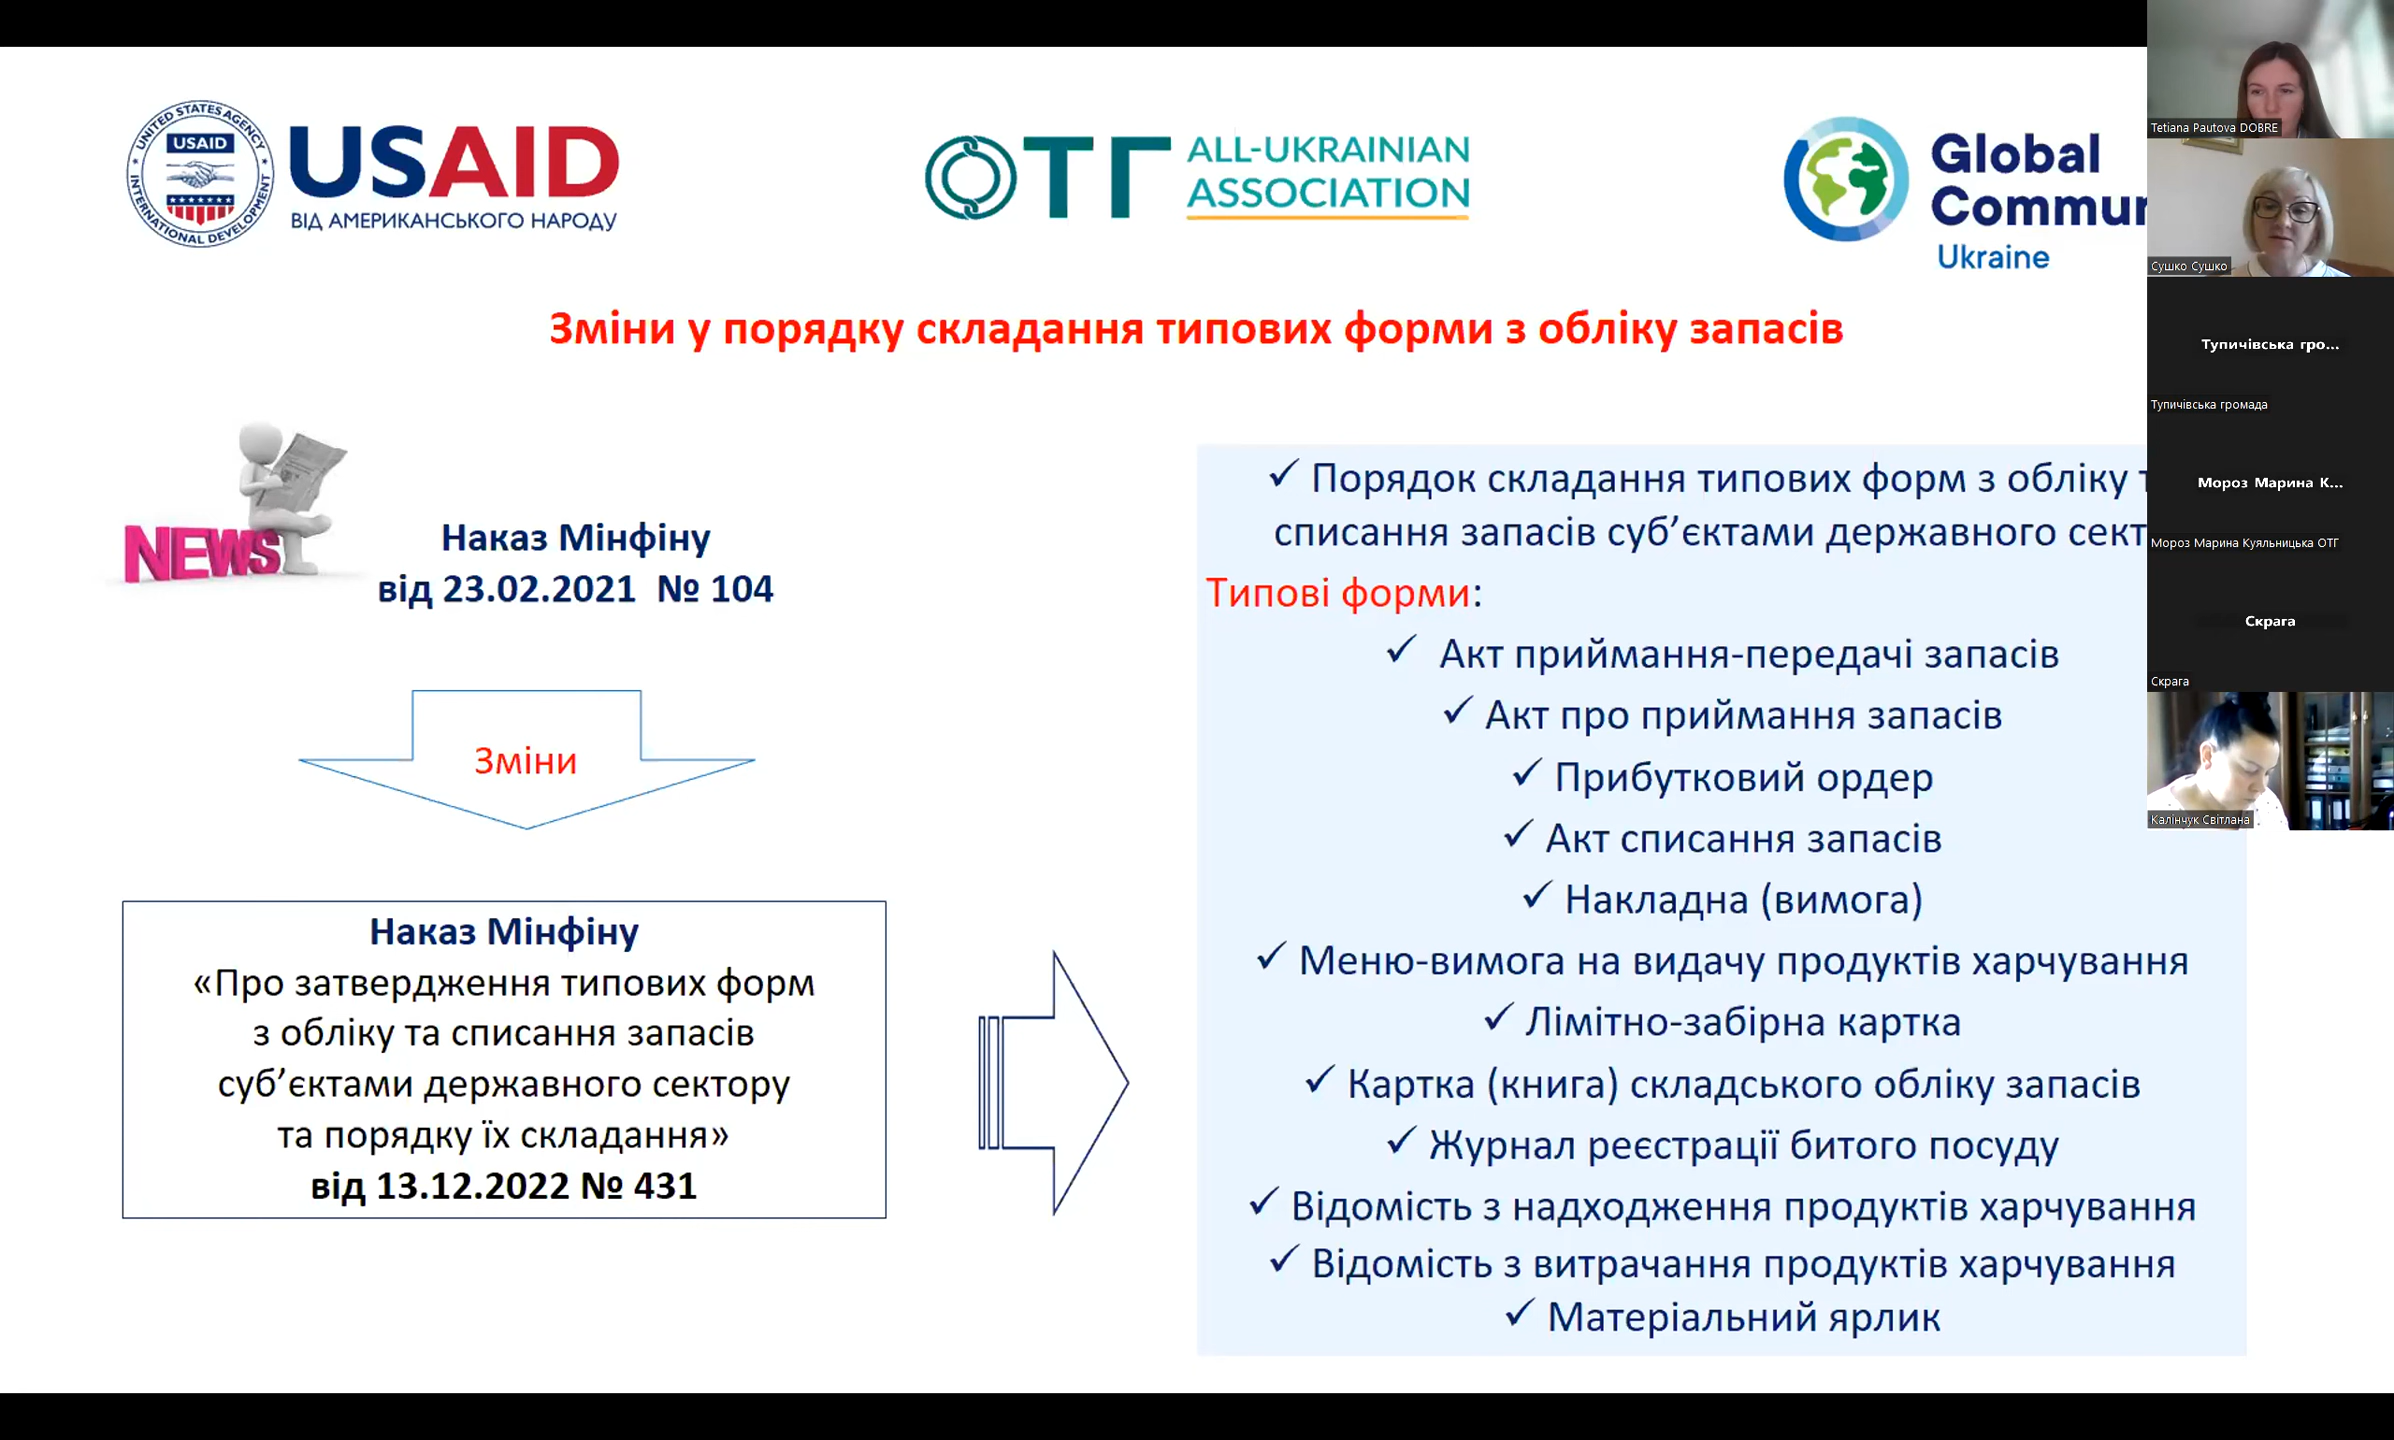 UNITED STATES AGENCY
USAID
INTERNATIONAL DEVELOPMENT
USAID
ВІД АМЕРИКАНСЬКОГО НАРОДУ
ОТГ ALL-UKRAINIAN
ASSOCIATION
Global
Commun
Ukraine
Зміни у порядку складання типових форми з обліку запасів
NEWS
Наказ Мінфіну
від 23.02.2021 № 104
Зміни
Наказ Мінфіну
«Про затвердження типових форм
з обліку та списання запасів
суб’єктами державного сектору
та порядку їх складання»
від 13.12.2022 № 431
✓ Порядок складання типових форм з обліку т
списання запасів суб’єктами державного сект
Типові форми:
✓ Акт приймання-передачі запасів
✓ Акт про приймання запасів
✓ Прибутковий ордер
✓ Акт списання запасів
✓ Накладна (вимога)
✓ Меню-вимога на видачу продуктів харчування
✓ Лімітно-забірна картка
✓ Картка (книга) складського обліку запасів
✓ Журнал реєстрації битого посуду
✓ Відомість з надходження продуктів харчування
✓ Відомість з витрачання продуктів харчування
✓ Матеріальний ярлик
Tetiana Pautova DOBRE
Сушко Сушко
Тупичівська гро...
Тупичівська громада
Мороз Марина К...
Мороз Марина Куяльницька ОТГ
Скрага
Скрага
Калінчук Світлана